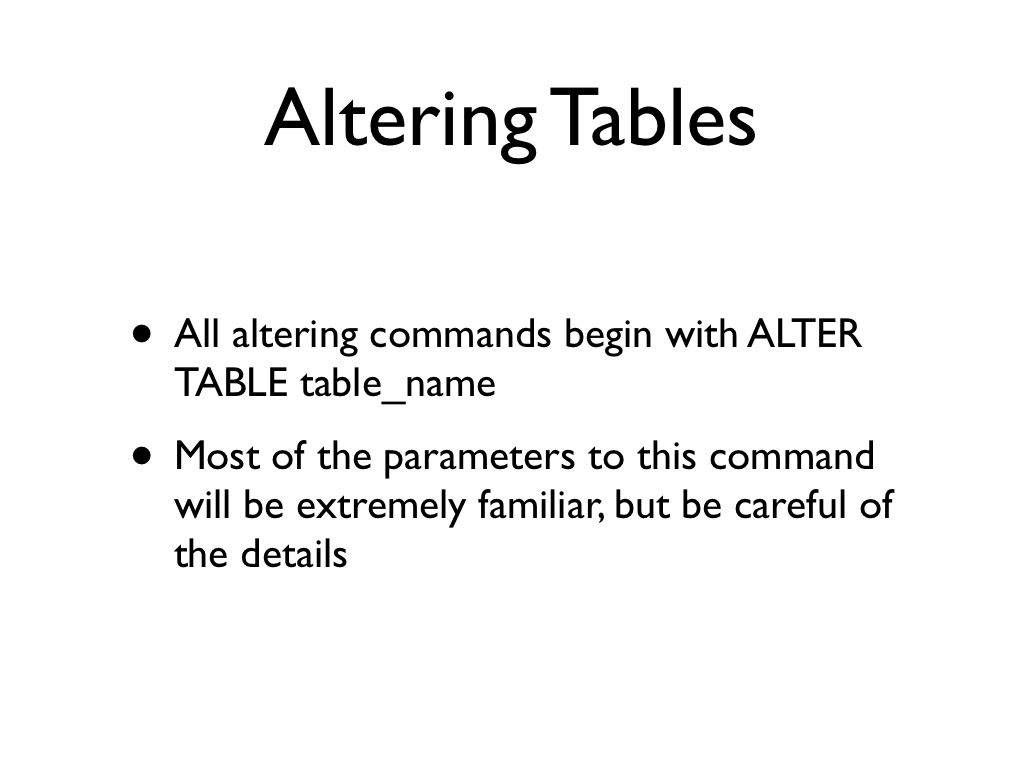 Altering Tables
• All altering commands begin with ALTER
TABLE table_name
• Most of the parameters to this command
will be extremely familiar, but be careful of
the details